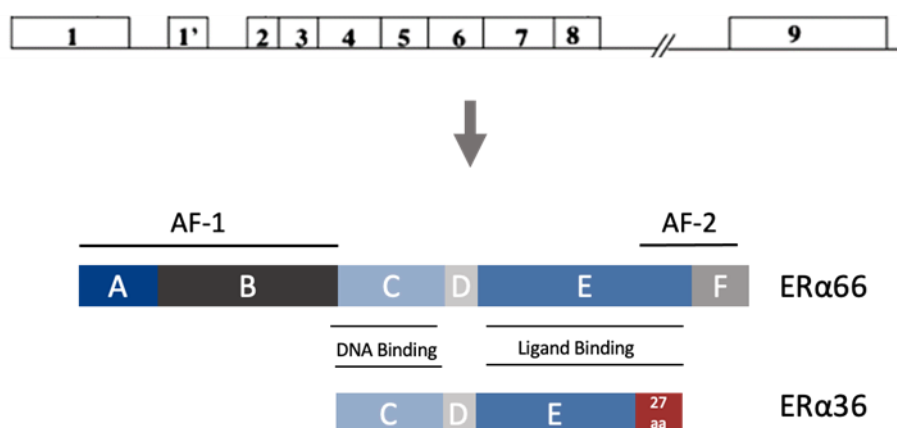 1 1' 2 3 4 5 6 7 8 9
AF-1 AF-2
A B C D E F ERα66
DNA Binding Ligand Binding
C D E 27 aa ERα36